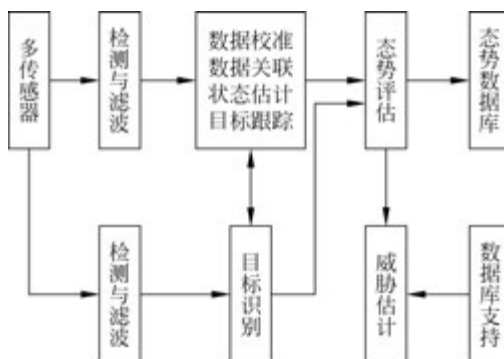 多传感器
检测与滤波
数据校准
数据关联
状态估计
目标跟踪
态势评估
态势数据库
检测与滤波
目标识别
威胁估计
数据库支持